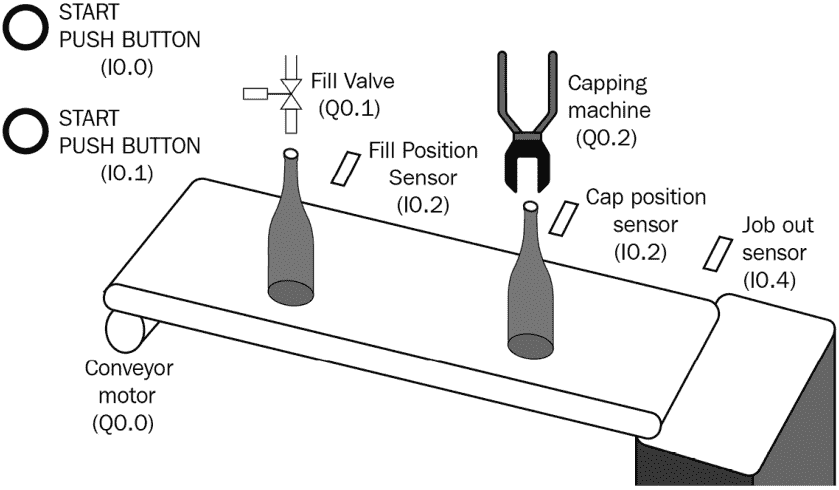 START
PUSH BUTTON
(I0.0)
START
PUSH BUTTON
(I0.1)
Fill Valve
(Q0.1)
Fill Position
Sensor
(I0.2)
Capping
machine
(Q0.2)
Cap position
sensor
(I0.2)
Job out
sensor
(I0.4)
Conveyor
motor
(Q0.0)